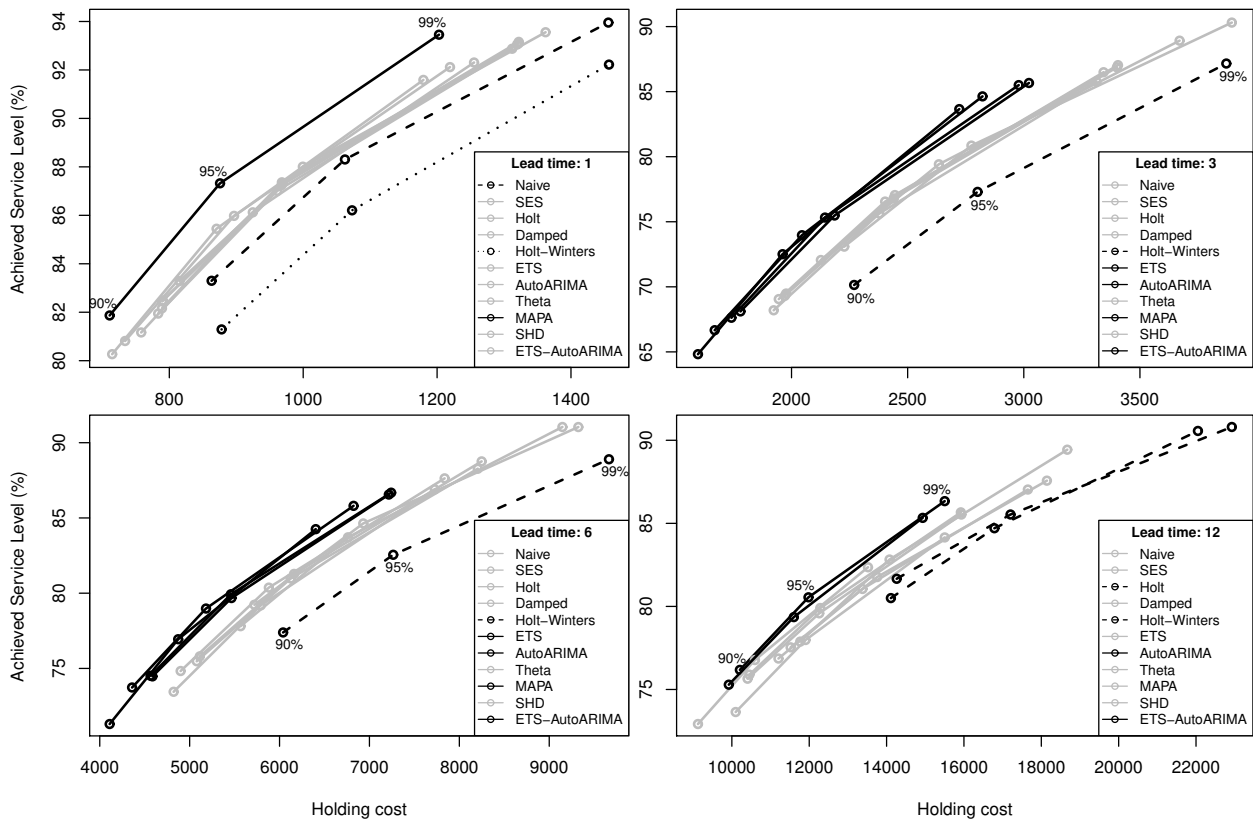 Achieved Service Level (%)
94
92
90
88
86
84
82
80
99%
95%
90%
Lead time: 1
Naive
SES
Holt
Damped
Holt−Winters
ETS
AutoARIMA
Theta
MAPA
SHD
ETS−AutoARIMA
800 1000 1200 1400
90
85
80
75
70
65
99%
95%
90%
Lead time: 3
Naive
SES
Holt
Damped
Holt−Winters
ETS
AutoARIMA
Theta
MAPA
SHD
ETS−AutoARIMA
2000 2500 3000 3500
Achieved Service Level (%)
90
85
80
75
99%
95%
90%
Lead time: 6
Naive
SES
Holt
Damped
Holt−Winters
ETS
AutoARIMA
Theta
MAPA
SHD
ETS−AutoARIMA
4000 5000 6000 7000 8000 9000
Holding cost
90
85
80
75
99%
95%
90%
Lead time: 12
Naive
SES
Holt
Damped
Holt−Winters
ETS
AutoARIMA
Theta
MAPA
SHD
ETS−AutoARIMA
10000 12000 14000 16000 18000 20000 22000
Holding cost